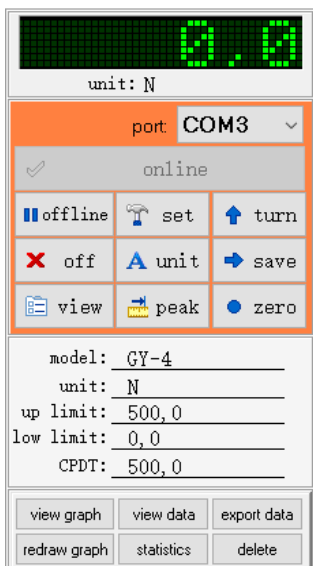 0.0
unit: N
port: COM3
online
offline set turn
off unit save
view peak zero
model: GY-4
unit: N
up limit: 500,0
low limit: 0,0
CPDT: 500,0
view graph view data export data
redraw graph statistics delete